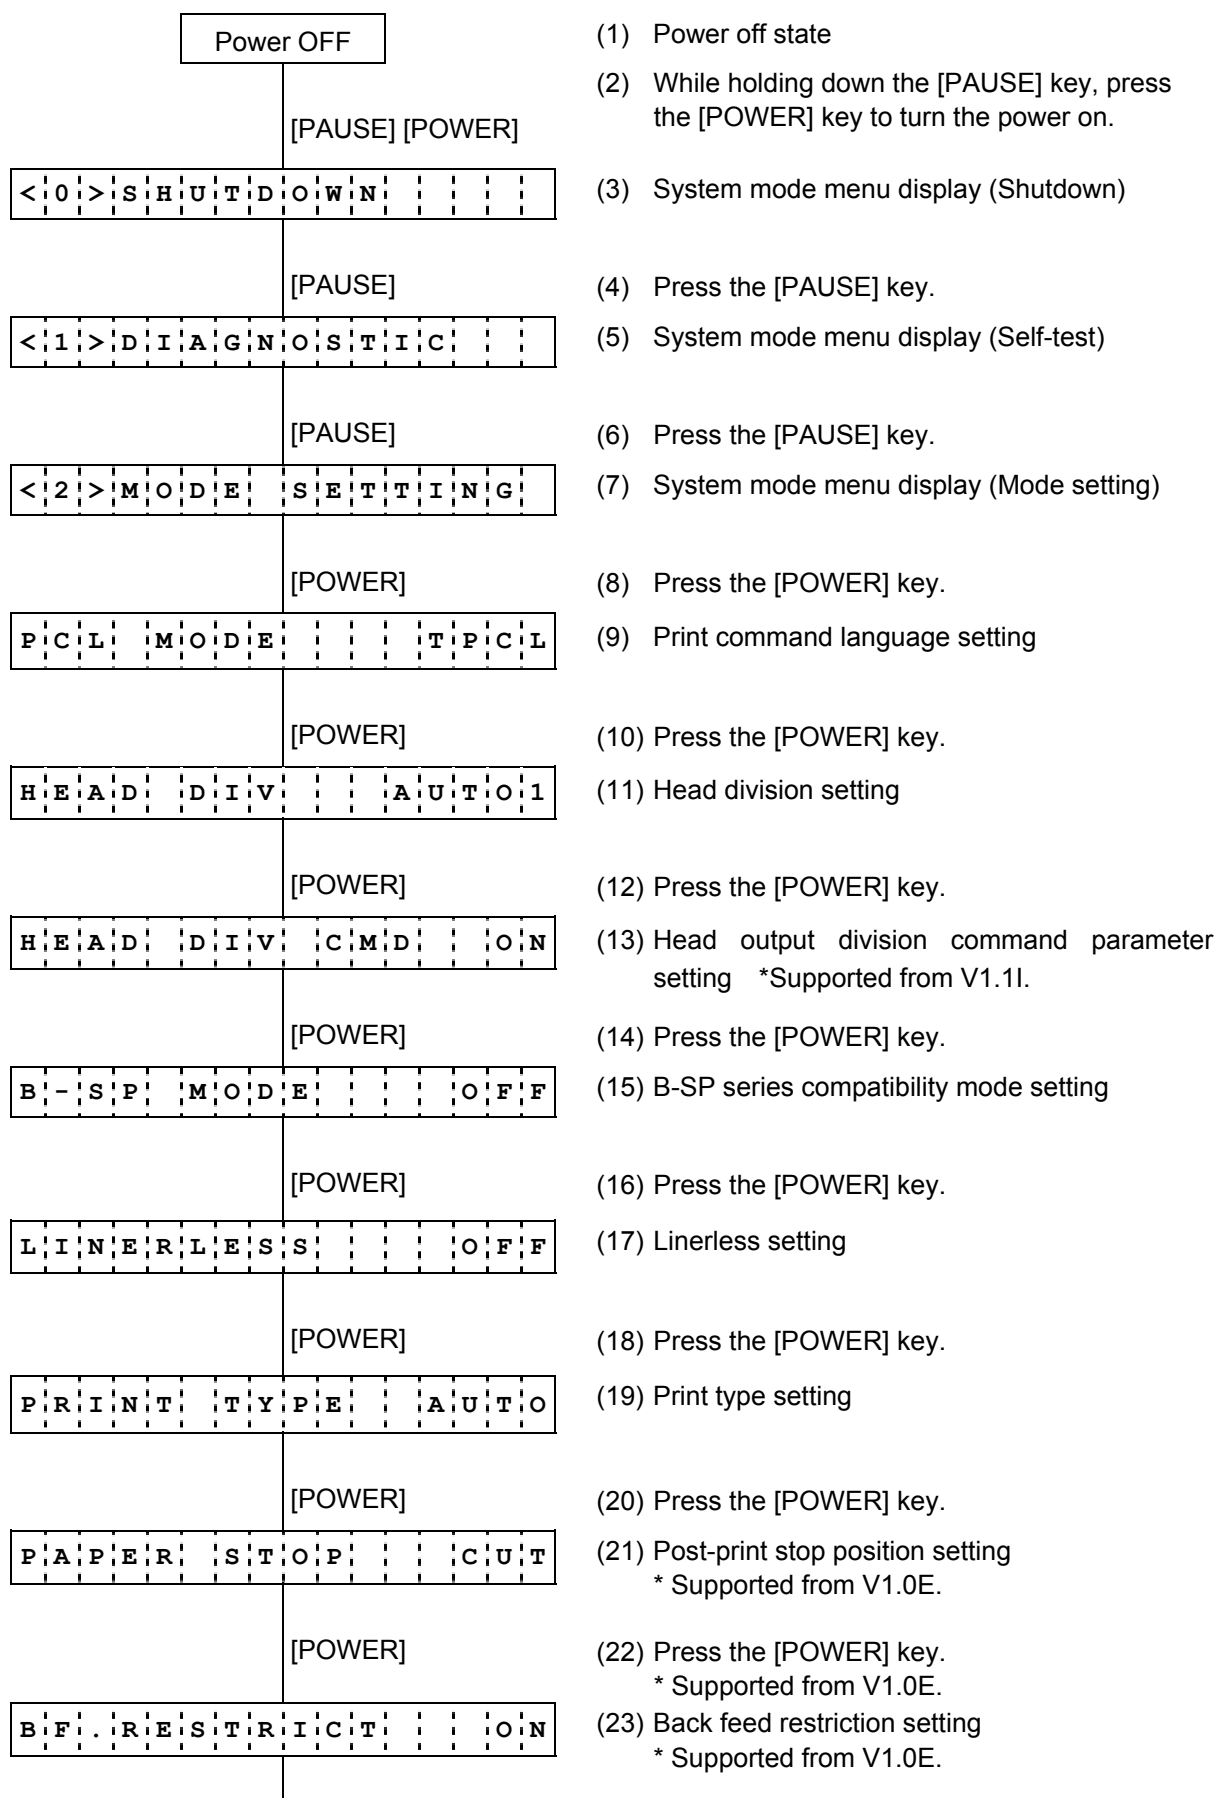 Power OFF
(1) Power off state
(2) While holding down the [PAUSE] key, press
the [POWER] key to turn the power on.
[PAUSE] [POWER]
<0>SHUTDOWN
(3) System mode menu display (Shutdown)
[PAUSE]
(4) Press the [PAUSE] key.
<1>DIAGNOSTIC
(5) System mode menu display (Self-test)
[PAUSE]
(6) Press the [PAUSE] key.
<2>MODE SETTING
(7) System mode menu display (Mode setting)
[POWER]
(8) Press the [POWER] key.
PCL MODE    TPCL
(9) Print command language setting
[POWER]
(10) Press the [POWER] key.
HEAD DIV   AUTO1
(11) Head division setting
[POWER]
(12) Press the [POWER] key.
HEAD DIV CMD  ON
(13) Head output division command parameter
setting *Supported from V1.1I.
[POWER]
(14) Press the [POWER] key.
B-SP MODE    OFF
(15) B-SP series compatibility mode setting
[POWER]
(16) Press the [POWER] key.
LINERLESS    OFF
(17) Linerless setting
[POWER]
(18) Press the [POWER] key.
PRINT TYPE  AUTO
(19) Print type setting
[POWER]
(20) Press the [POWER] key.
PAPER STOP   CUT
(21) Post-print stop position setting
* Supported from V1.0E.
[POWER]
(22) Press the [POWER] key.
* Supported from V1.0E.
BF.RESTRICT   ON
(23) Back feed restriction setting
* Supported from V1.0E.